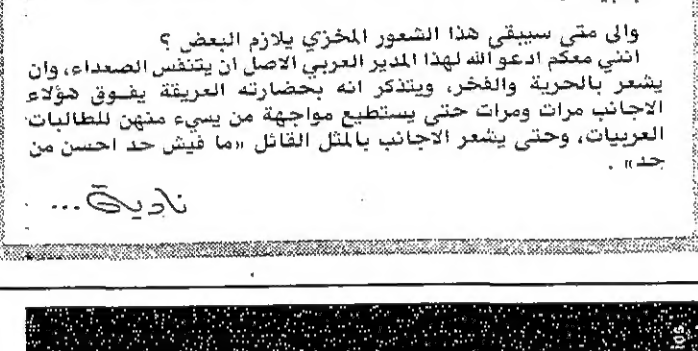 والى متى سيبقى هذا الشعور المخزي يلازم البعض ؟
انني معكم ادعو الله لهذا المدير العربي الاصل ان يتنفس الصعداء، وان
يشعر بالحرية والفخر، ويتذكر انه بحضارته العريقة يفوق هؤلاء
الاجانب مرات ومرات حتى يستطيع مواجهة من يسيء منهن للطالبات
العربيات، وحتى يشعر الاجانب بالمثل القائل «ما فيش حد احسن من
حد» .
نادية...